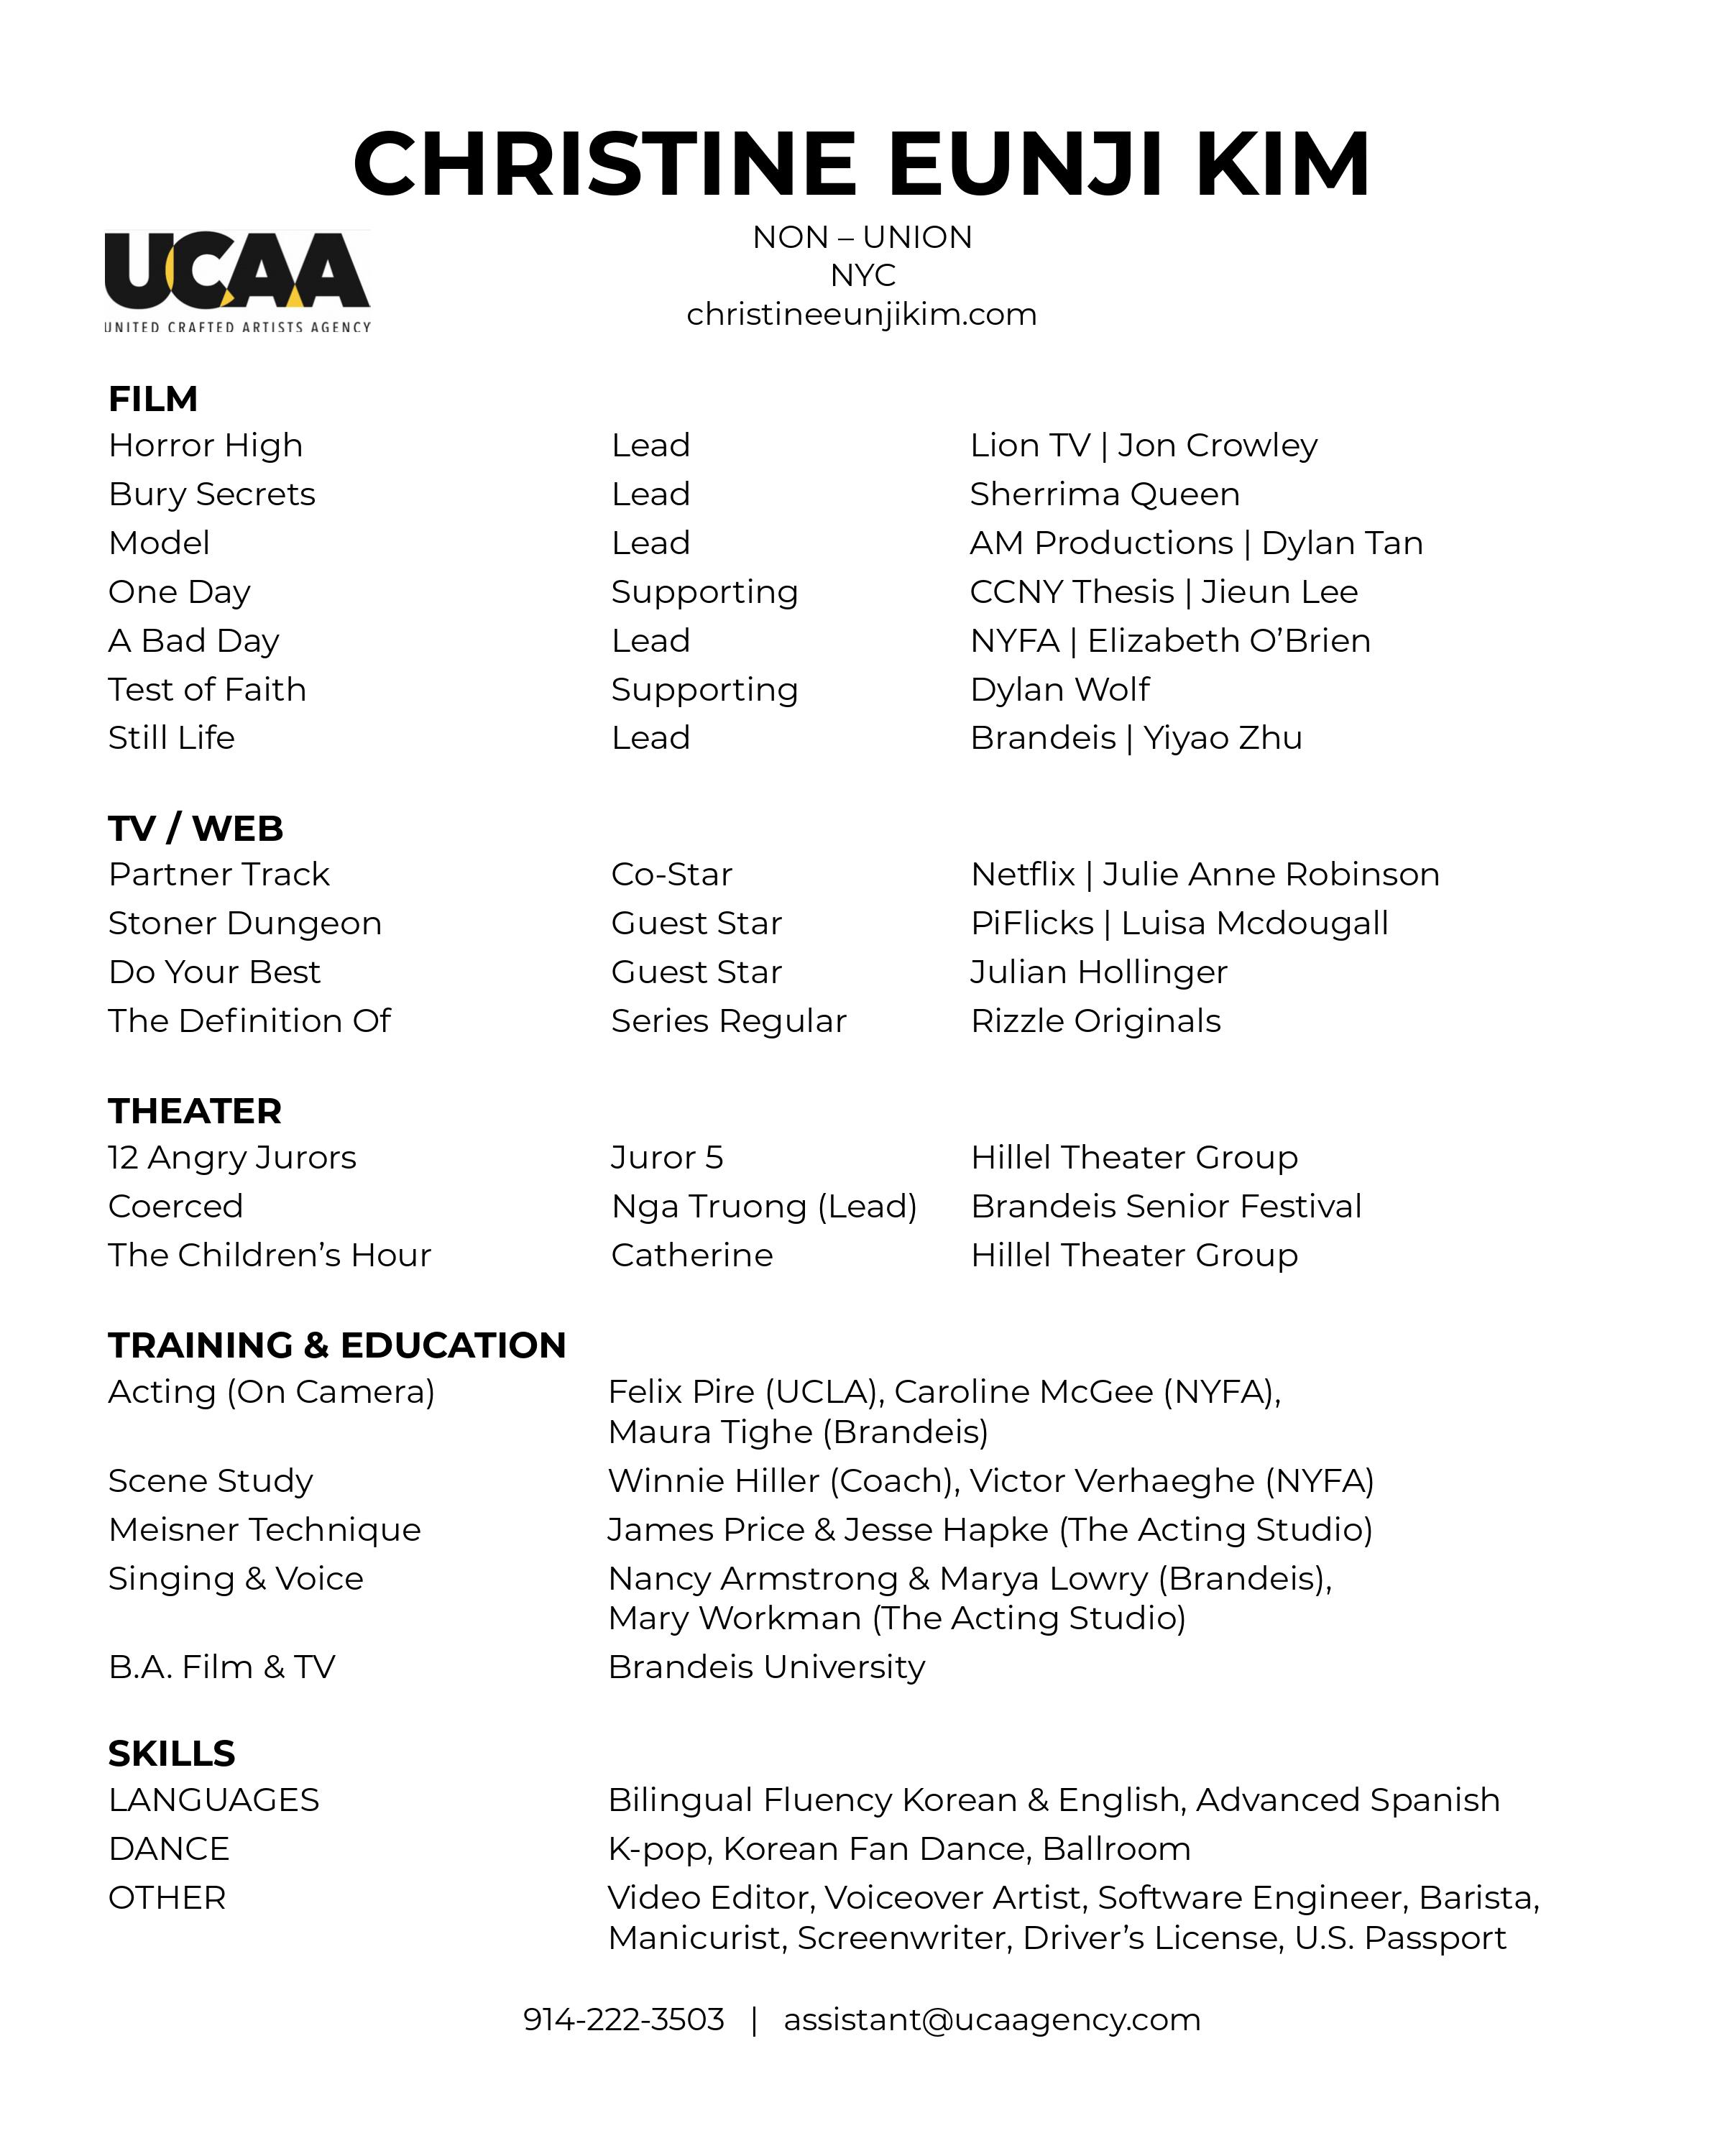 CHRISTINE EUNJI KIM
UCAA
UNITED CRAFTED ARTISTS AGENCY
NON – UNION
NYC
christineeunjikim.com
FILM
Horror High Lead Lion TV | Jon Crowley
Bury Secrets Lead Sherrima Queen
Model Lead AM Productions | Dylan Tan
One Day Supporting CCNY Thesis | Jieun Lee
A Bad Day Lead NYFA | Elizabeth O’Brien
Test of Faith Supporting Dylan Wolf
Still Life Lead Brandeis | Yiyao Zhu
TV / WEB
Partner Track Co-Star Netflix | Julie Anne Robinson
Stoner Dungeon Guest Star PiFlicks | Luisa Mcdougall
Do Your Best Guest Star Julian Hollinger
The Definition Of Series Regular Rizzle Originals
THEATER
12 Angry Jurors Juror 5 Hillel Theater Group
Coerced Nga Truong (Lead) Brandeis Senior Festival
The Children’s Hour Catherine Hillel Theater Group
TRAINING & EDUCATION
Acting (On Camera) Felix Pire (UCLA), Caroline McGee (NYFA),
Maura Tighe (Brandeis)
Scene Study Winnie Hiller (Coach), Victor Verhaeghe (NYFA)
Meisner Technique James Price & Jesse Hapke (The Acting Studio)
Singing & Voice Nancy Armstrong & Marya Lowry (Brandeis),
Mary Workman (The Acting Studio)
B.A. Film & TV Brandeis University
SKILLS
LANGUAGES Bilingual Fluency Korean & English, Advanced Spanish
DANCE K-pop, Korean Fan Dance, Ballroom
OTHER Video Editor, Voiceover Artist, Software Engineer, Barista,
Manicurist, Screenwriter, Driver’s License, U.S. Passport
914-222-3503 | assistant@ucaagency.com